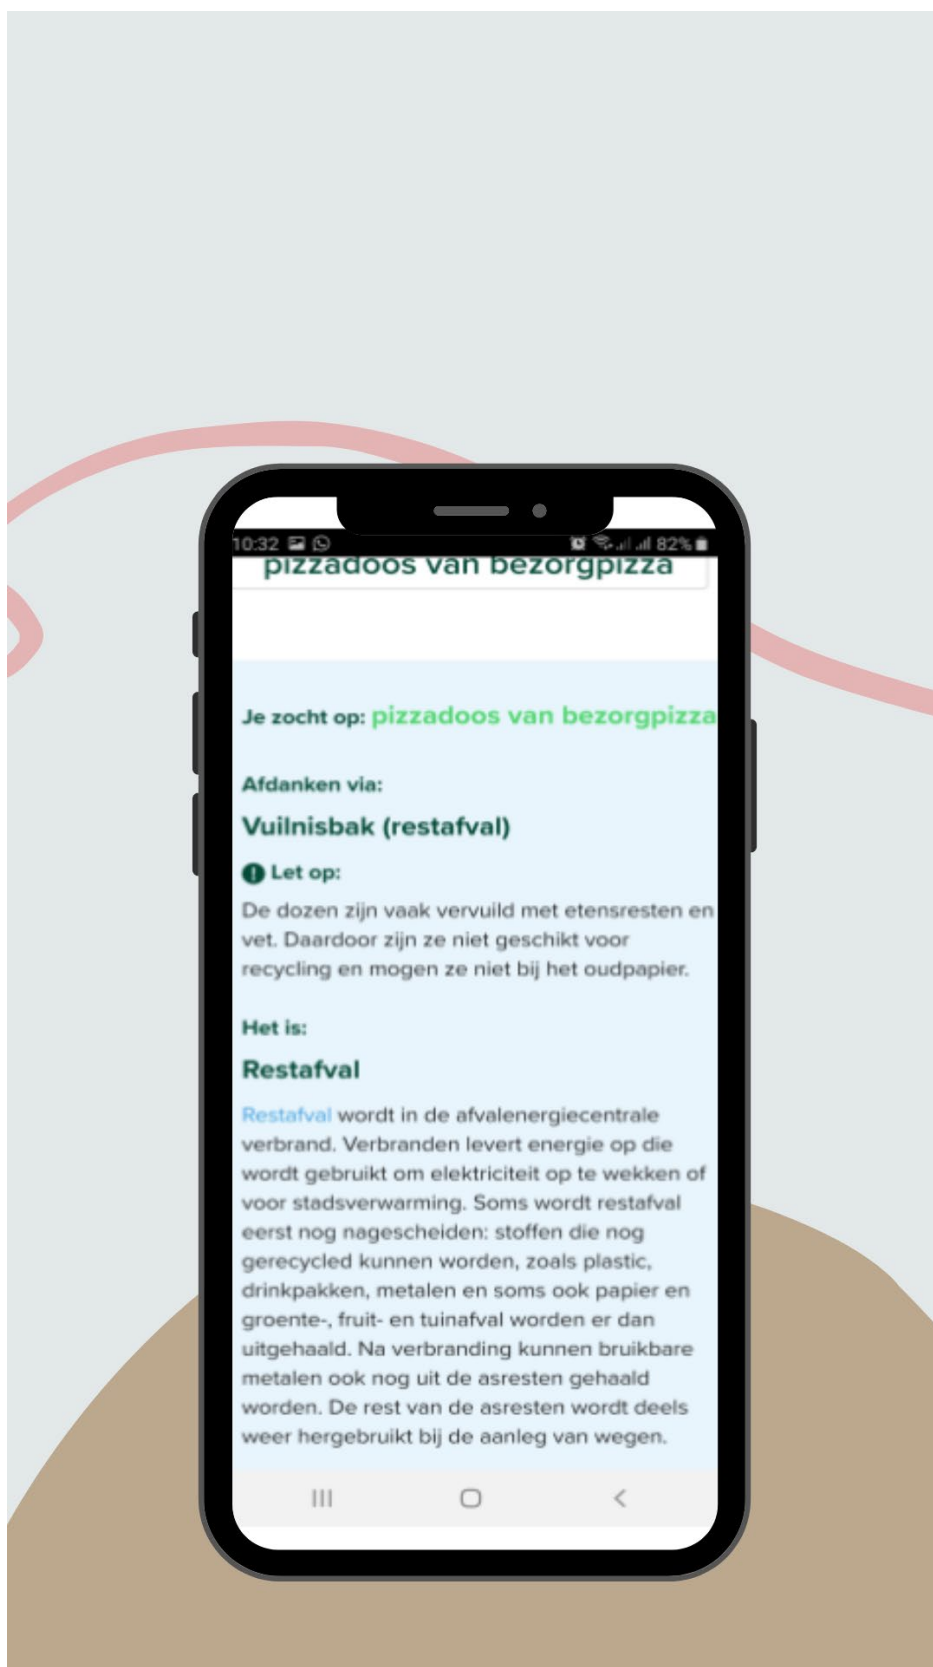 10:32 82%
pizzadoos van bezorgpizza
Je zocht op: pizzadoos van bezorgpizza
Afdanken via:
Vuilnisbak (restafval)
! Let op:
De dozen zijn vaak vervuild met etensresten en
vet. Daardoor zijn ze niet geschikt voor
recycling en mogen ze niet bij het oudpapier.
Het is:
Restafval
Restafval wordt in de afvalenergiecentrale
verbrand. Verbranden levert energie op die
wordt gebruikt om elektriciteit op te wekken of
voor stadsverwarming. Soms wordt restafval
eerst nog nagescheiden: stoffen die nog
gerecycled kunnen worden, zoals plastic,
drinkpakken, metalen en soms ook papier en
groente-, fruit- en tuinafval worden er dan
uitgehaald. Na verbranding kunnen bruikbare
metalen ook nog uit de asresten gehaald
worden. De rest van de asresten wordt deels
weer hergebruikt bij de aanleg van wegen.